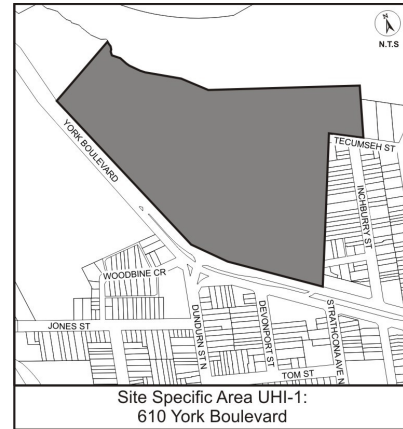 N
N.T.S
YORK BOULEVARD
TECUMSEH ST
INCHBURRY ST
WOODBINE CR
JONES ST
DUNDURN ST N
DEVONPORT ST
STRATHCONA AVE N
TOM ST
Site Specific Area UHI-1:
610 York Boulevard